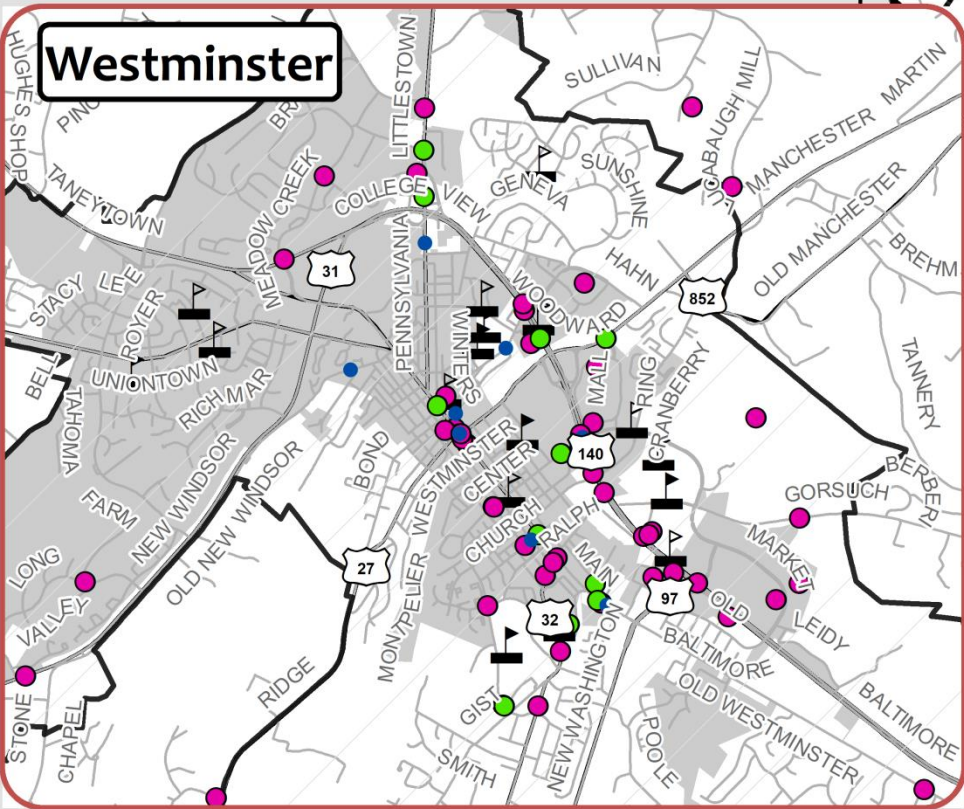 Westminster
HUGHES SHOP
LITTLESTOWN
SULLIVAN
UGABAUGH MILL
MARTIN
MANCHESTER
TANEYTOWN
MEADOW CREEK
COLLEGE VIEW
GENEVA
SUNSHINE
OLD MANCHESTER
BREHM
HAHN
31
852
STACY
LEE
ROYER
PENNSYLVANIA
WINTERS
WOODWARD
MALL
RING
CRANBERRY
TANNERY
BELL
UNIONTOWN
RICHMAR
TAHOMA
BOND
WESTMINSTER
CENTER
140
GORSUCH
FARM
NEW WINDSOR
OLD NEW WINDSOR
CHURCH
RALPH
MAIN
MARKET
LONG
VALLEY
27
MONTPELIER
32
97
OLD
BALTIMORE
LEIDY
RIDGE
STONE
CHAPEL
GIST
NEW WASHINGTON
OLD WESTMINSTER
BALTIMORE
POOLE
SMITH